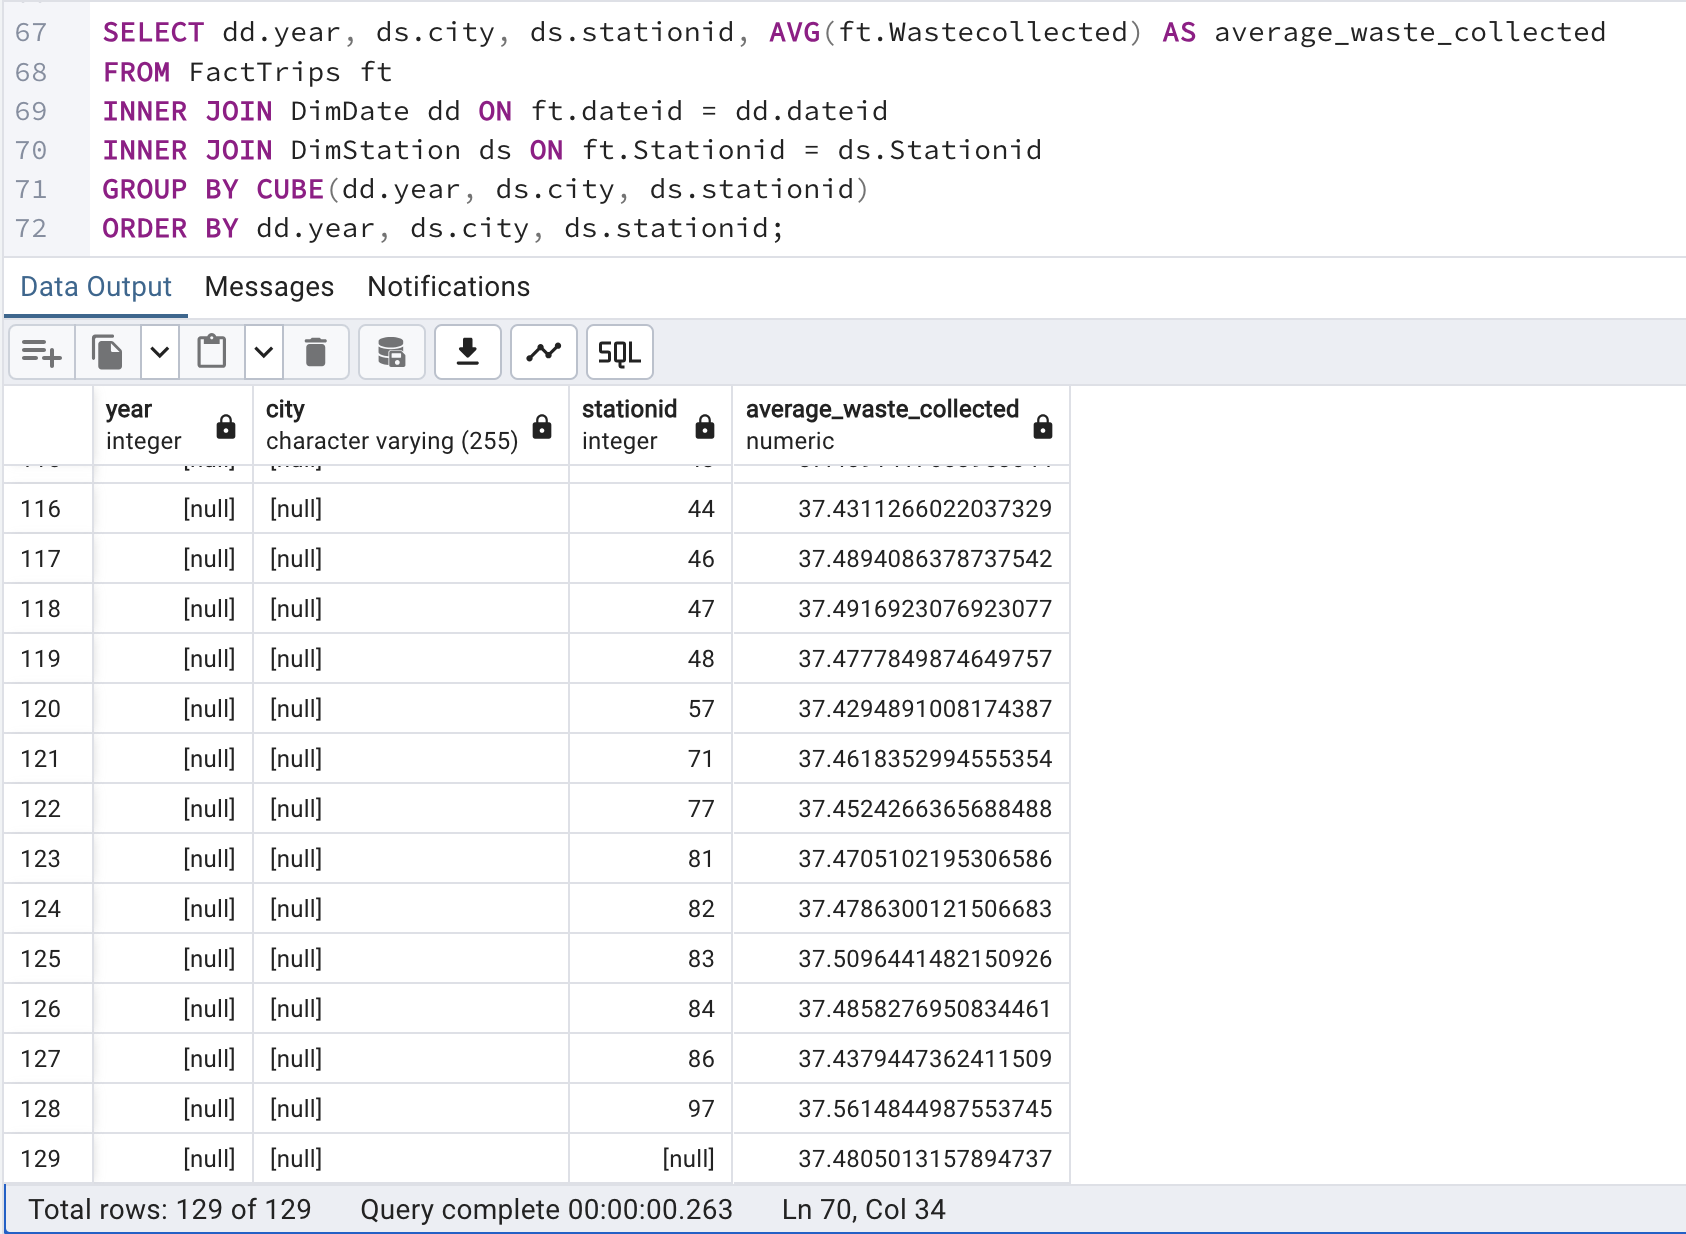 67 SELECT dd.year, ds.city, ds.stationid, AVG(ft.Wastecollected) AS average_waste_collected
68 FROM FactTrips ft
69 INNER JOIN DimDate dd ON ft.dateid = dd.dateid
70 INNER JOIN DimStation ds ON ft.Stationid = ds.Stationid
71 GROUP BY CUBE(dd.year, ds.city, ds.stationid)
72 ORDER BY dd.year, ds.city, ds.stationid;
Data Output Messages Notifications
SQL
year city stationid average_waste_collected
integer character varying (255) integer numeric
116 [null] [null] 44 37.4311266022037329
117 [null] [null] 46 37.4894086378737542
118 [null] [null] 47 37.4916923076923077
119 [null] [null] 48 37.4777849874649757
120 [null] [null] 57 37.4294891008174387
121 [null] [null] 71 37.4618352994555354
122 [null] [null] 77 37.4524266365688488
123 [null] [null] 81 37.4705102195306586
124 [null] [null] 82 37.4786300121506683
125 [null] [null] 83 37.5096441482150926
126 [null] [null] 84 37.4858276950834461
127 [null] [null] 86 37.4379447362411509
128 [null] [null] 97 37.5614844987553745
129 [null] [null] [null] 37.4805013157894737
Total rows: 129 of 129 Query complete 00:00:00.263 Ln 70, Col 34